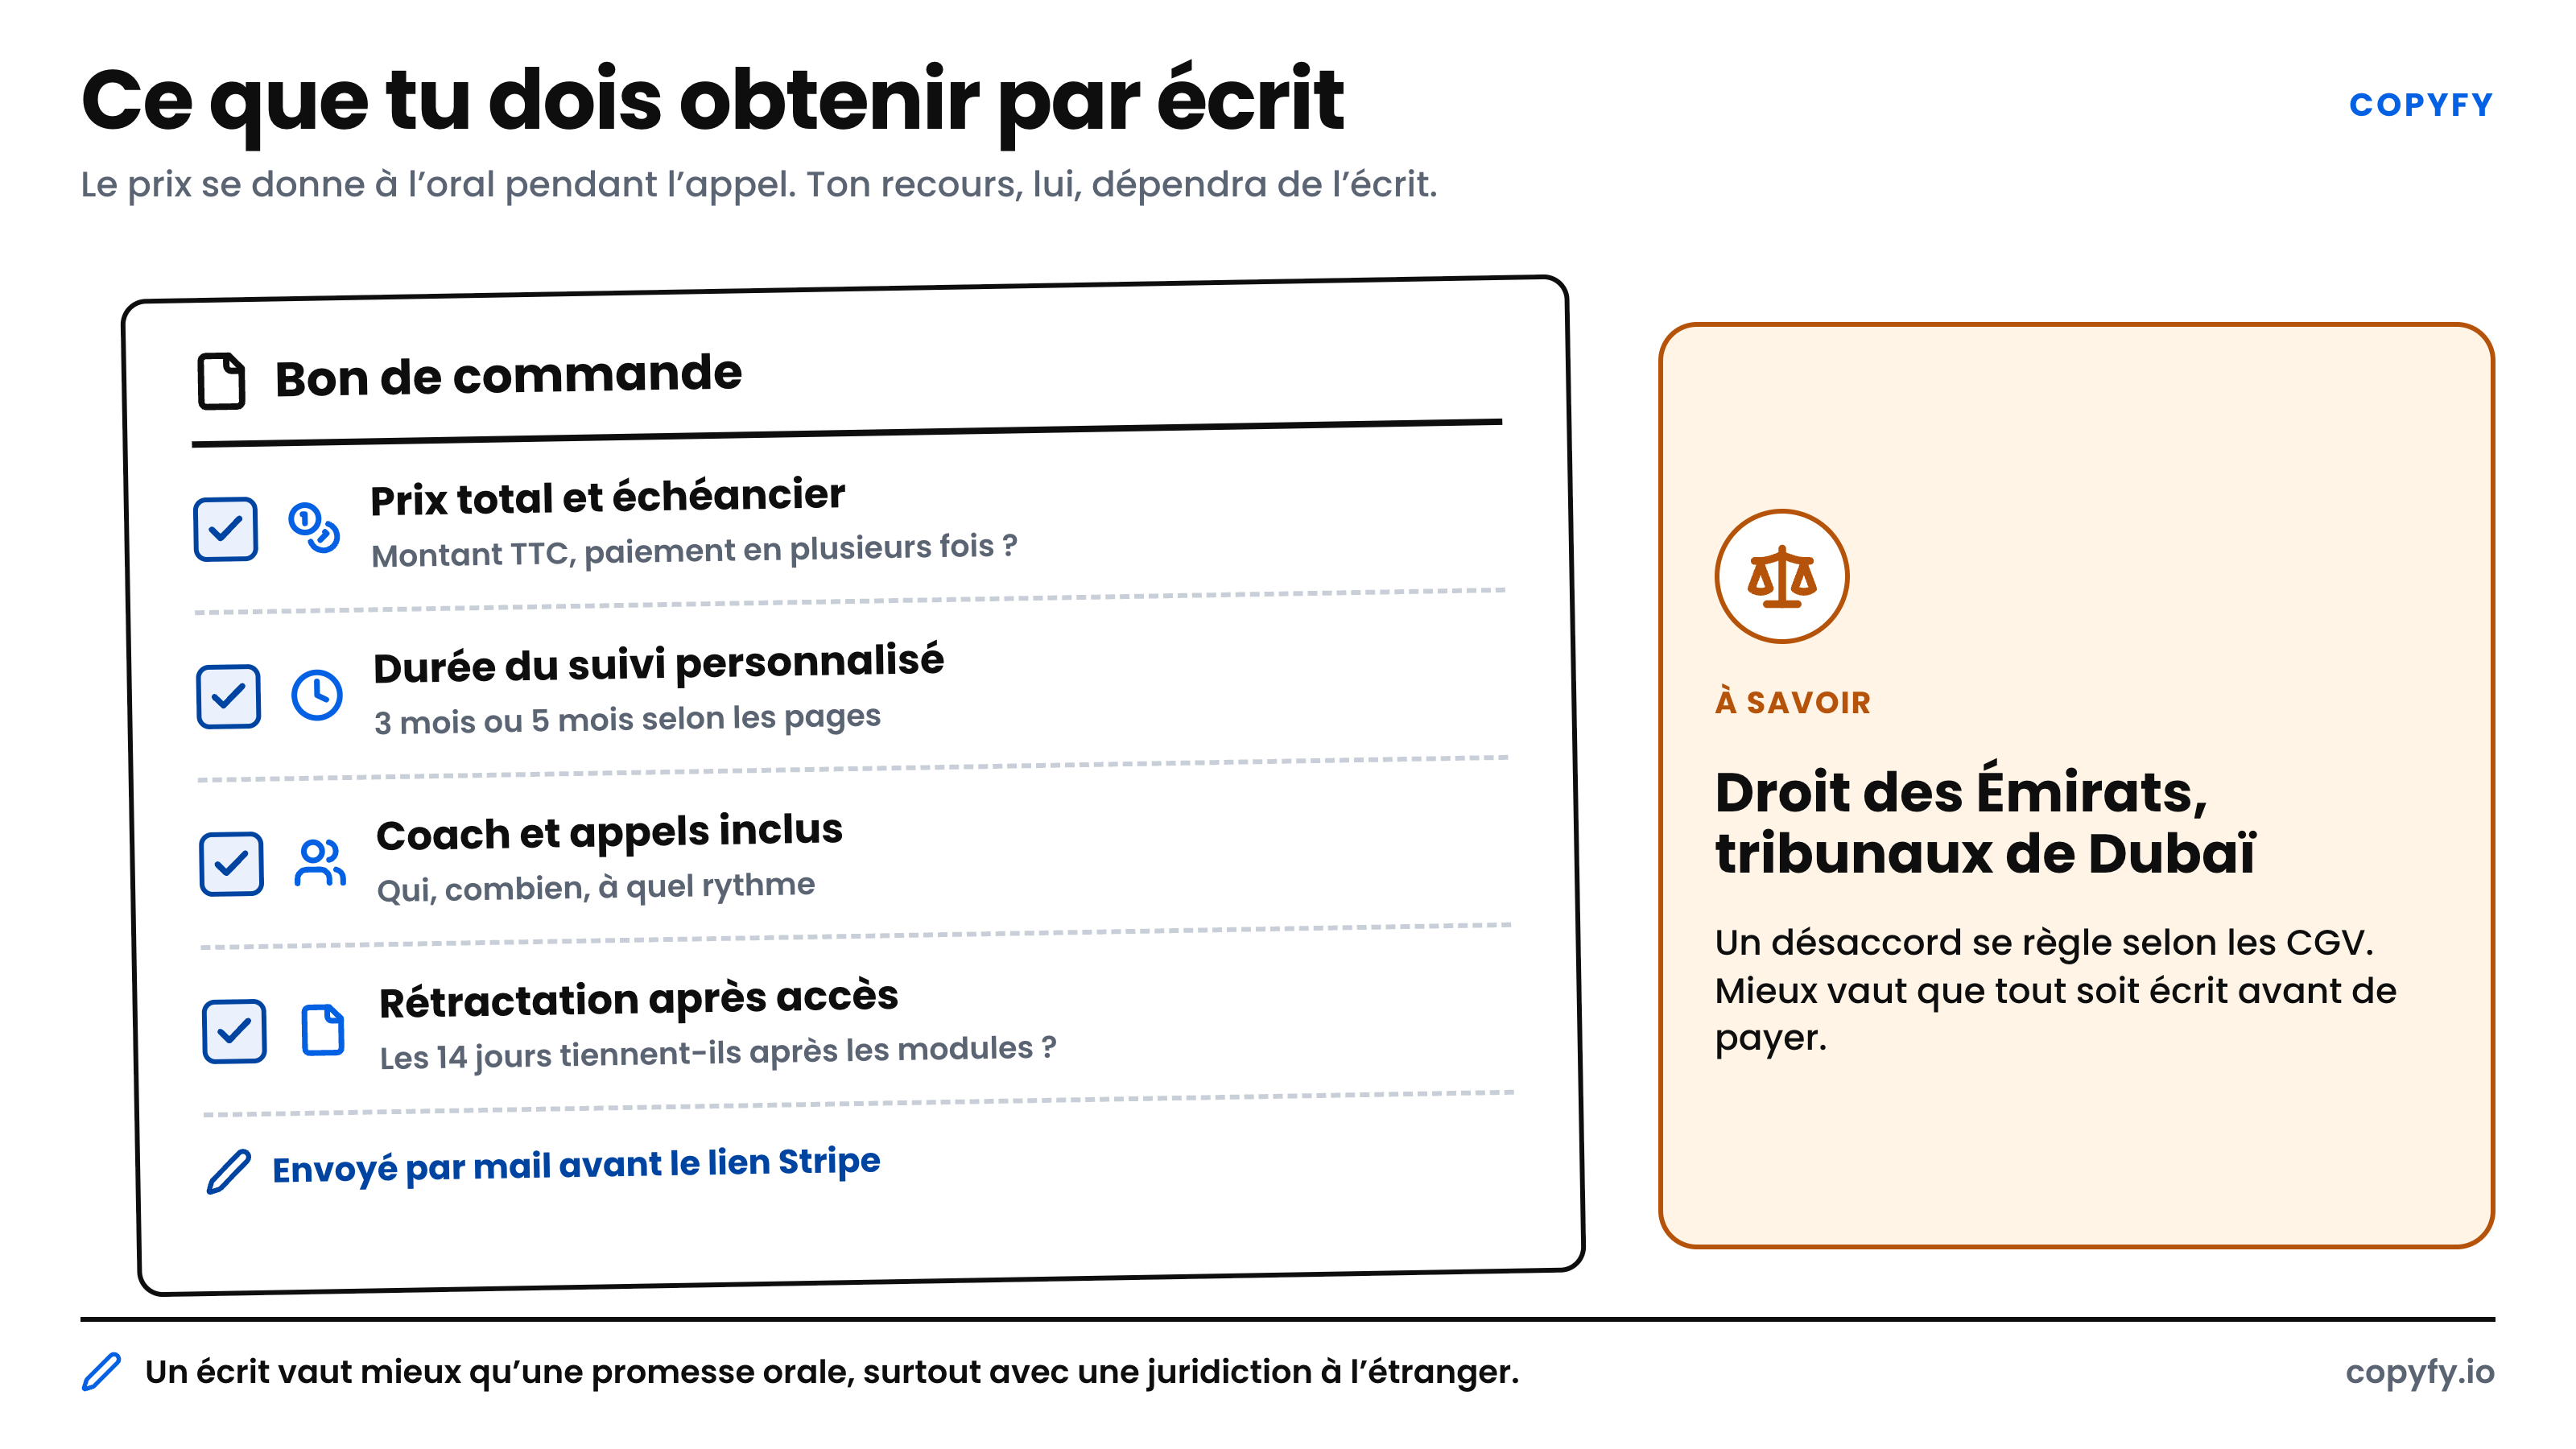 Ce que tu dois obtenir par écrit
COPYFY
Le prix se donne à l’oral pendant l’appel. Ton recours, lui, dépendra de l’écrit.
Bon de commande
Prix total et échéancier
Montant TTC, paiement en plusieurs fois ?
Durée du suivi personnalisé
3 mois ou 5 mois selon les pages
Coach et appels inclus
Qui, combien, à quel rythme
Rétractation après accès
Les 14 jours tiennent-ils après les modules ?
Envoyé par mail avant le lien Stripe
À SAVOIR
Droit des Émirats,
tribunaux de Dubaï
Un désaccord se règle selon les CGV.
Mieux vaut que tout soit écrit avant de
payer.
Un écrit vaut mieux qu’une promesse orale, surtout avec une juridiction à l’étranger.
copyfy.io